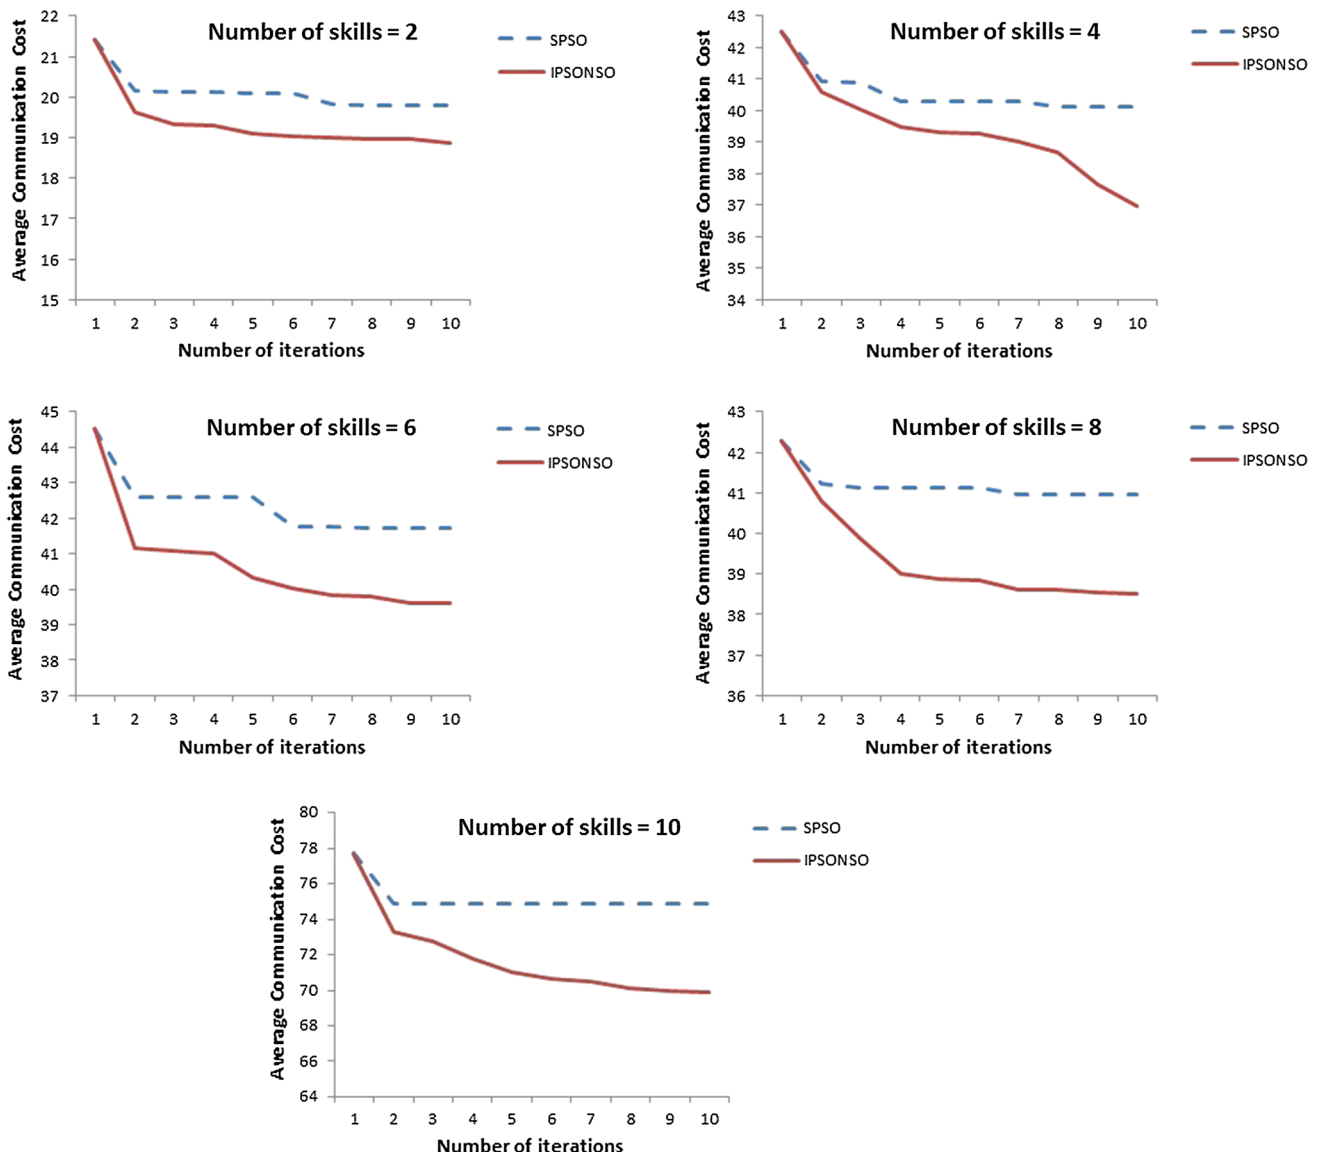 Number of skills = 2
Average Communication Cost
22
21
20
19
18
17
16
15
1 2 3 4 5 6 7 8 9 10
Number of iterations
SPSO
IPSONSO
Number of skills = 4
Average Communication Cost
43
42
41
40
39
38
37
36
35
34
1 2 3 4 5 6 7 8 9 10
Number of iterations
SPSO
IPSONSO
Number of skills = 6
Average Communication Cost
45
44
43
42
41
40
39
38
37
1 2 3 4 5 6 7 8 9 10
Number of iterations
SPSO
IPSONSO
Number of skills = 8
Average Communication Cost
43
42
41
40
39
38
37
36
1 2 3 4 5 6 7 8 9 10
Number of iterations
SPSO
IPSONSO
Number of skills = 10
Average Communication Cost
80
78
76
74
72
70
68
66
64
1 2 3 4 5 6 7 8 9 10
Number of iterations
SPSO
IPSONSO